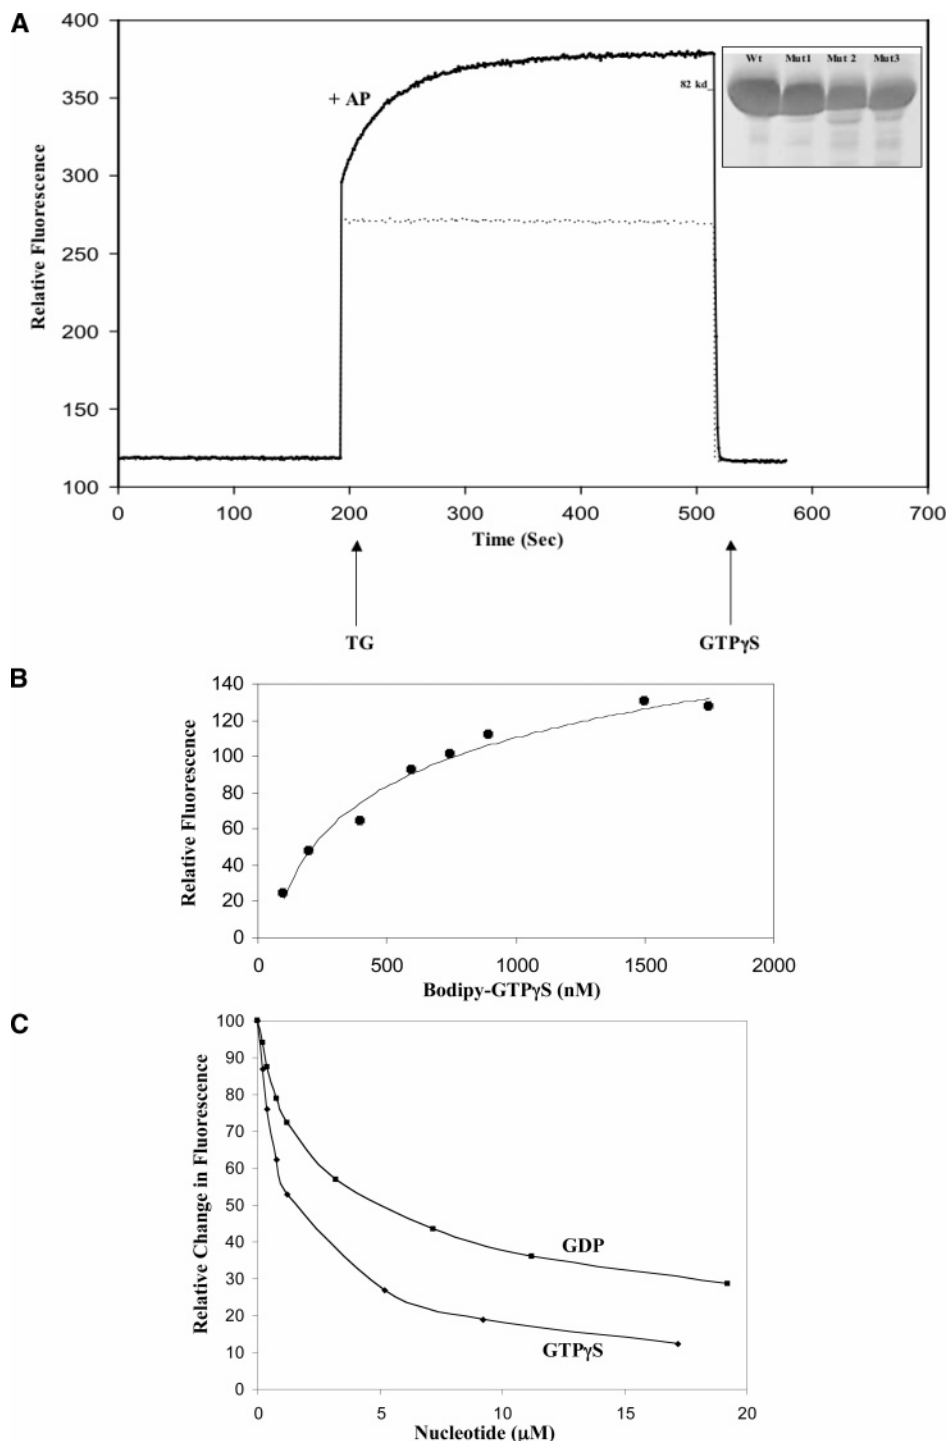 A
400
350
300
250
200
150
100
Relative Fluorescence
+ AP
82 kd
Wt Mut1 Mut 2 Mut3
0 100 200 300 400 500 600 700
Time (Sec)
TG GTPγS
B
140
120
100
80
60
40
20
0
Relative Fluorescence
0 500 1000 1500 2000
Bodipy-GTPγS (nM)
C
100
90
80
70
60
50
40
30
20
10
0
Relative Change in Fluorescence
GDP
GTPγS
0 5 10 15 20
Nucleotide (μM)